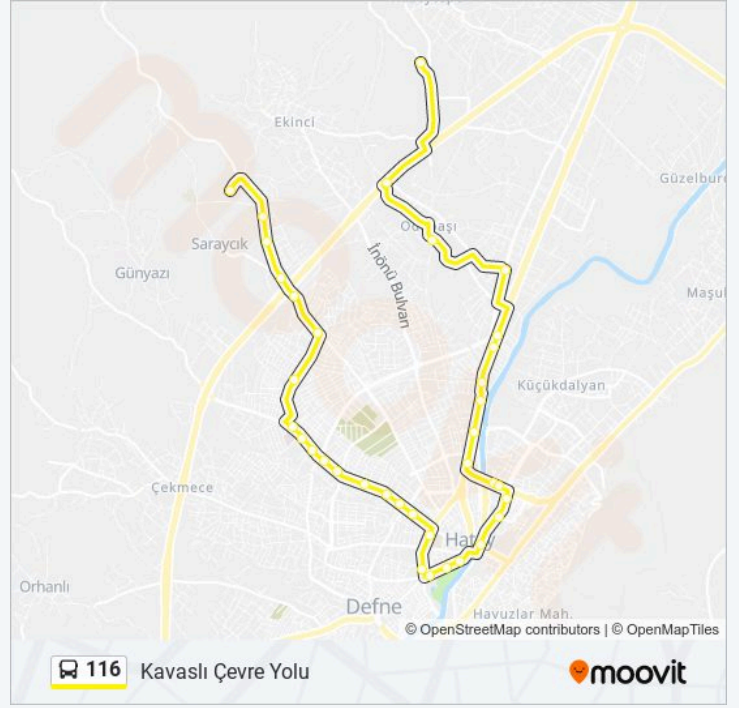 Ekinci
Güzelburç
Saraycık
İnönü Bulvarı
Günyazı
Küçükdalyan
Çekmece
Hatay
Orhanlı
Defne
Havuzlar Mah.
© OpenStreetMap contributors | © OpenMapTiles
116 Kavaslı Çevre Yolu
moovit